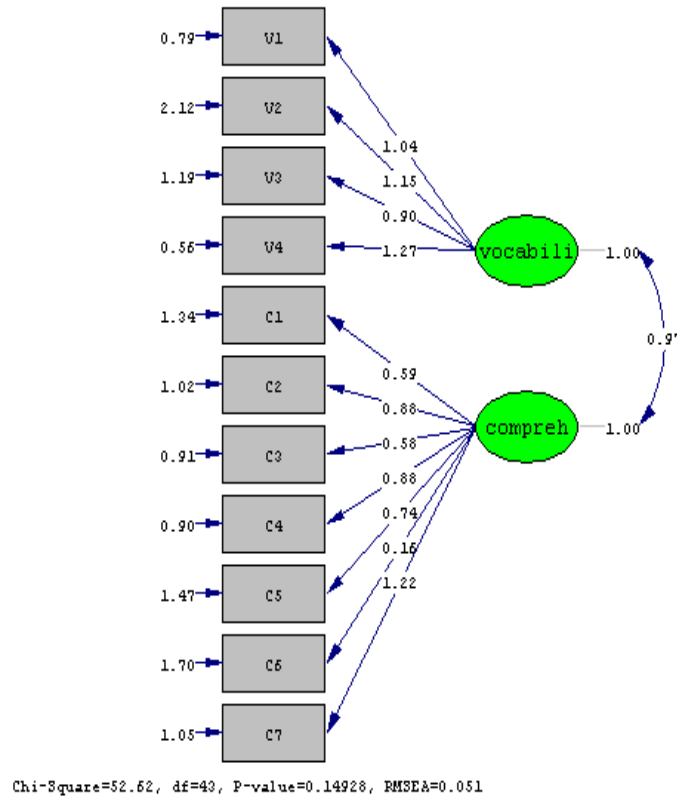 0.79 V1
2.12 V2
1.19 V3
0.56 V4
1.34 C1
1.02 C2
0.91 C3
0.90 C4
1.47 C5
1.70 C6
1.05 C7
1.04
1.15
0.90
1.27
0.59
0.88
0.58
0.88
0.74
0.16
1.22
vocabili 1.00
compreh 1.00
0.97
Chi-Square=52.62, df=43, P-value=0.14928, RMSEA=0.051